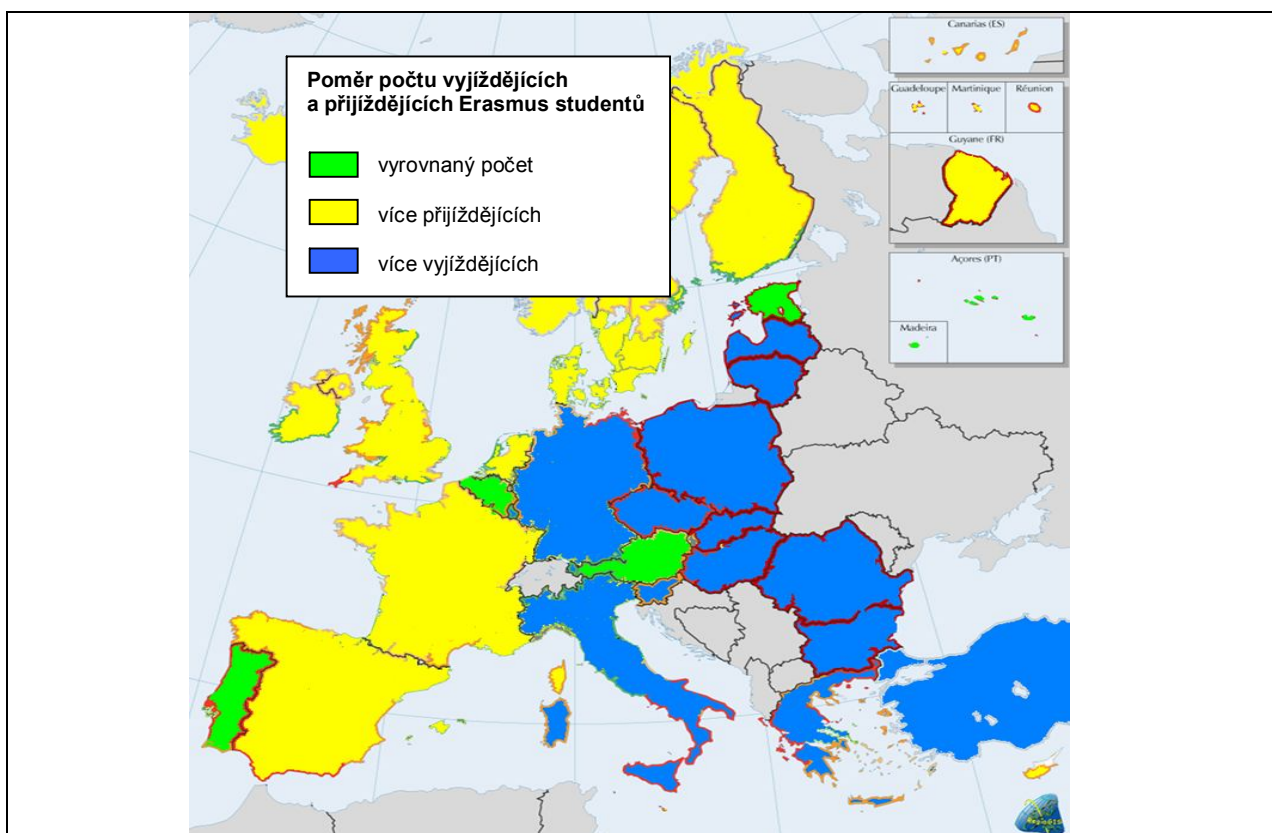 Poměr počtu vyjíždějících
a přijíždějících Erasmus studentů
vyrovnaný počet
více přijíždějících
více vyjíždějících
Canarias (ES)
Guadeloupe
Martinique
Réunion
Guyane (FR)
Açores (PT)
Madeira